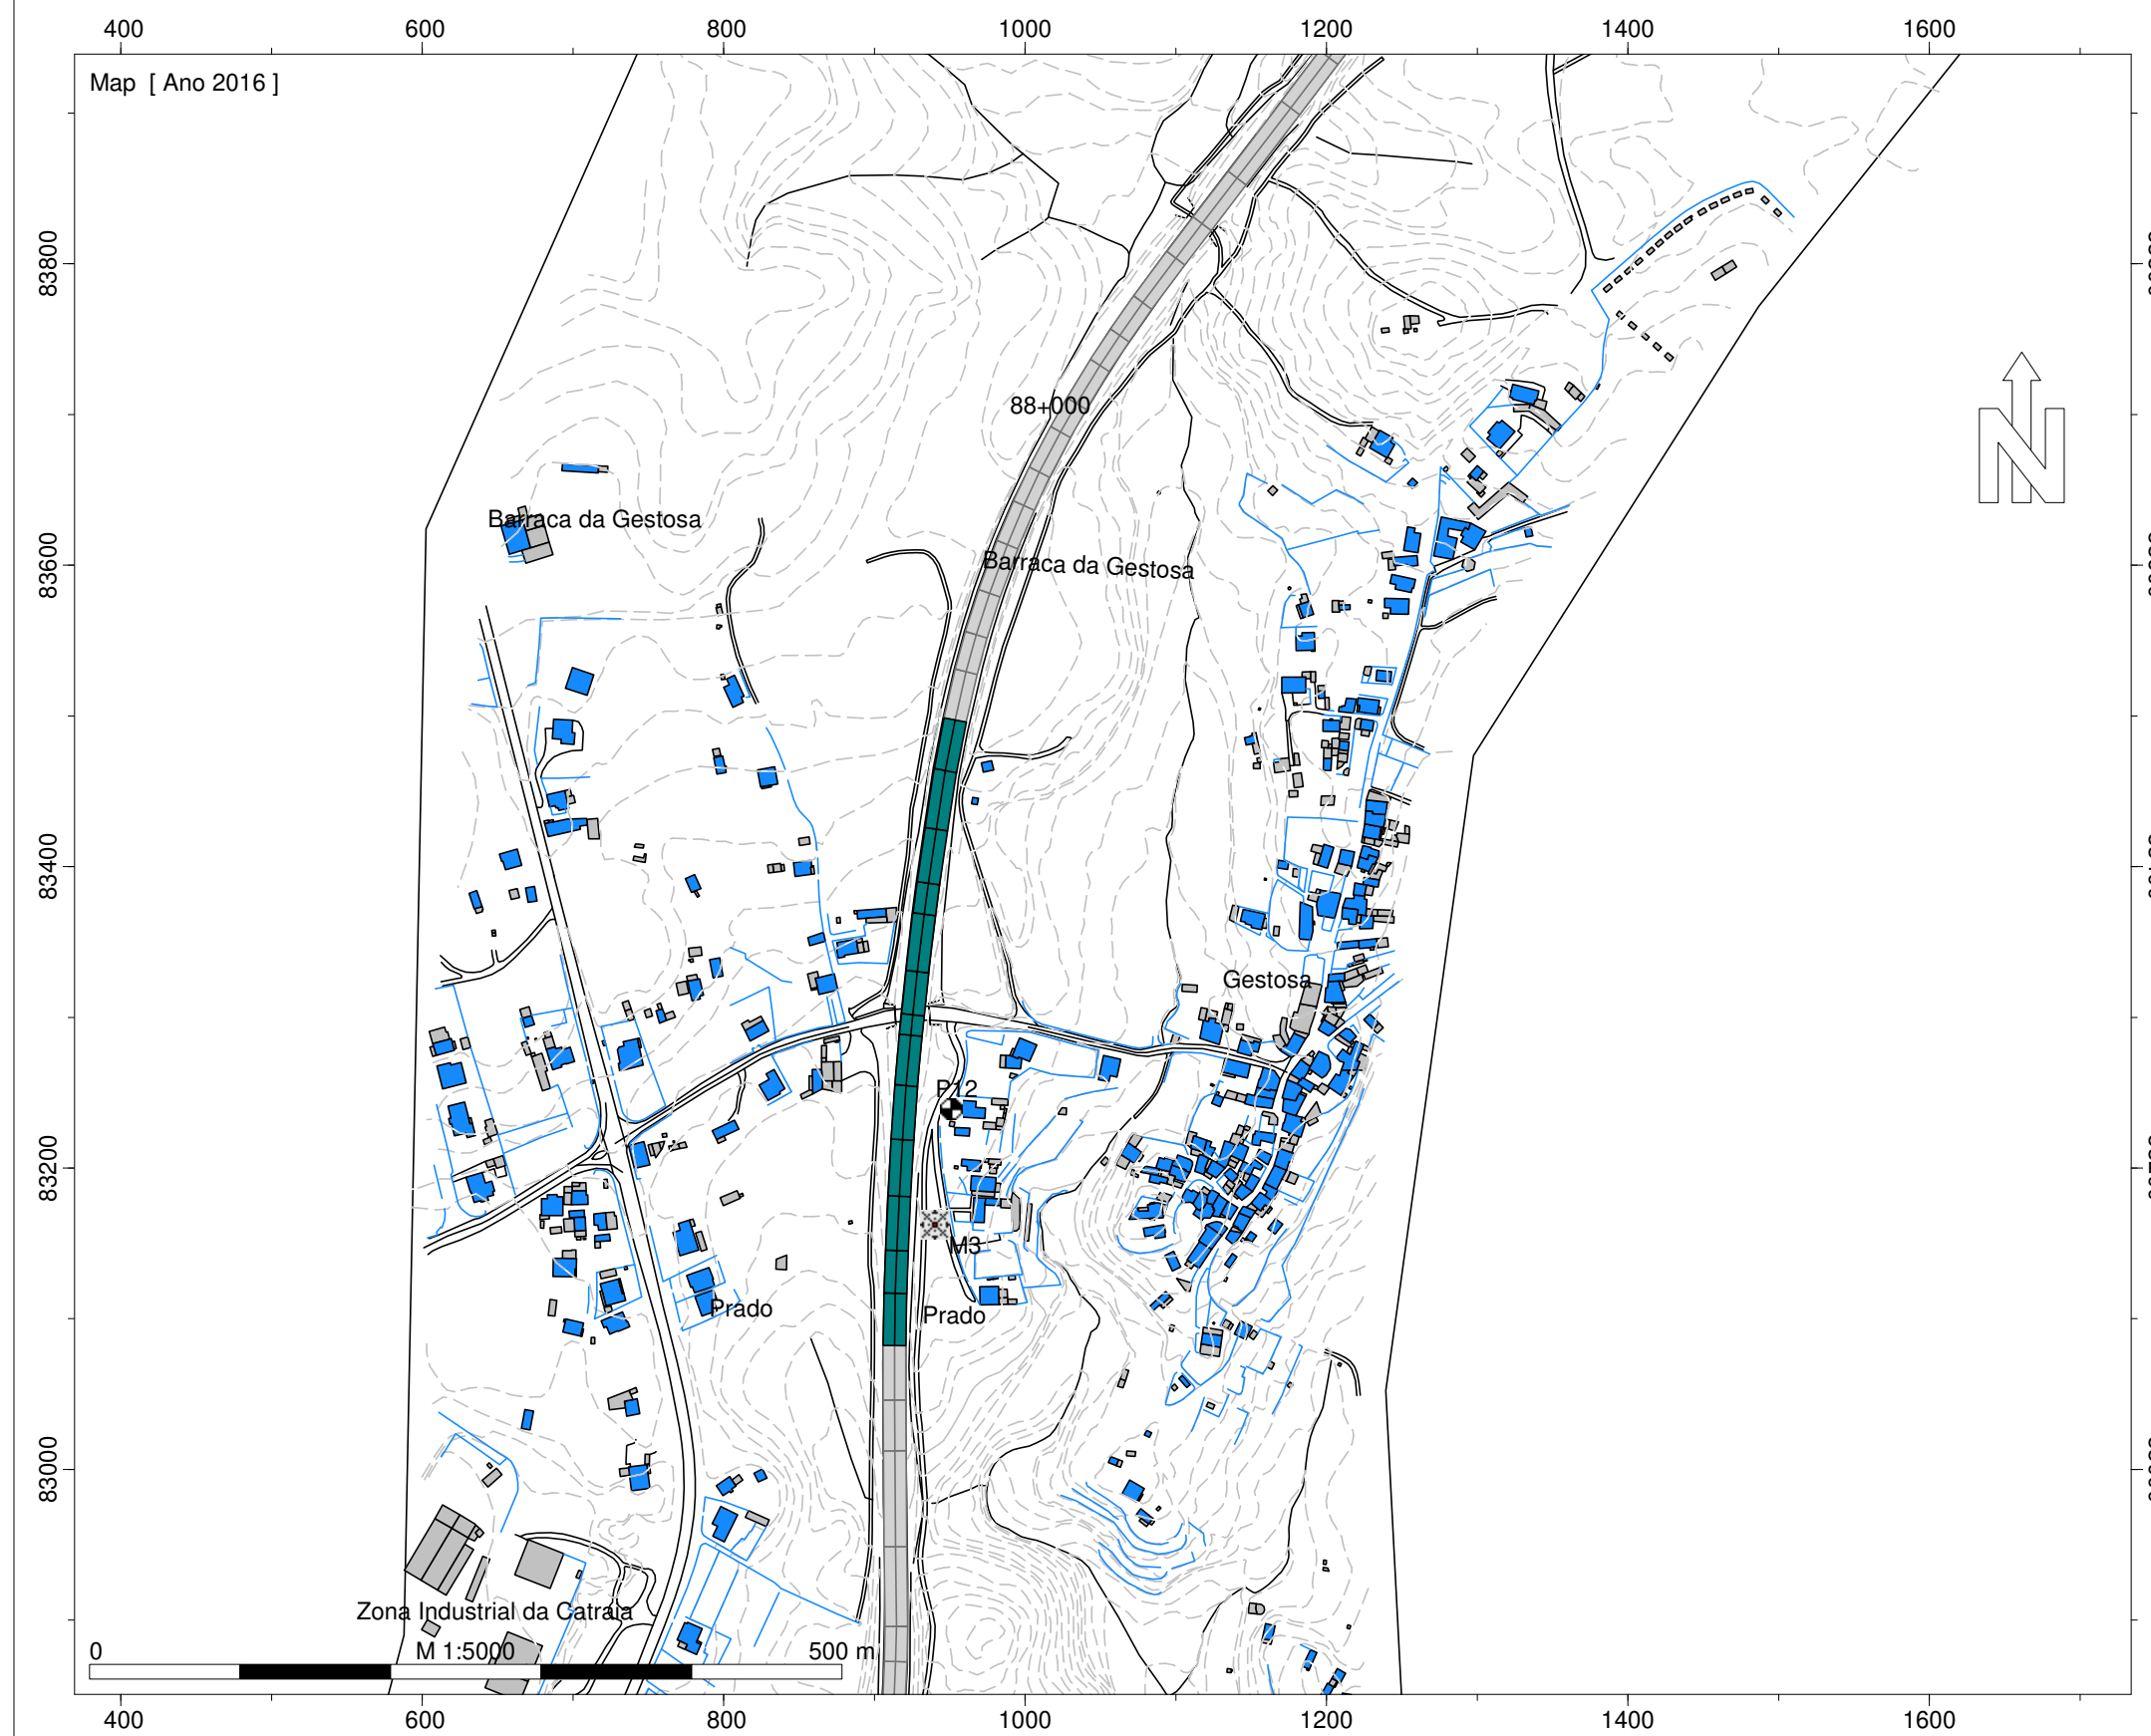 400 600 800 1000 1200 1400 1600
Map [ Ano 2016 ]
83800
88+000
Barraca da Gestosa
Barraca da Gestosa
83600
83400
Gestosa
P12
83200
M3
Prado
Prado
83000
Zona Industrial da Catraia
0 M 1:5000 500 m
400 600 800 1000 1200 1400 1600
N